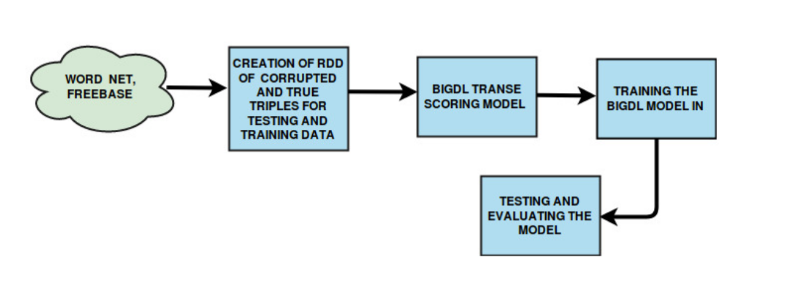 WORD NET,
FREEBASE
CREATION OF RDD
OF CORRUPTED
AND TRUE
TRIPLES FOR
TESTING AND
TRAINING DATA
BIGDL TRANSE
SCORING MODEL
TRAINING THE
BIGDL MODEL IN
TESTING AND
EVALUATING THE
MODEL